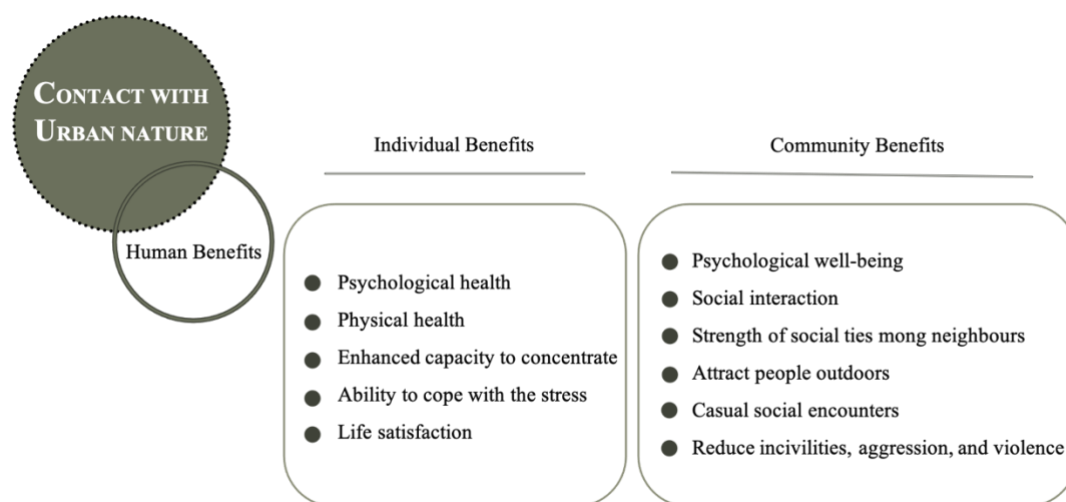 CONTACT WITH
URBAN NATURE
Human Benefits
Individual Benefits
Psychological health
Physical health
Enhanced capacity to concentrate
Ability to cope with the stress
Life satisfaction
Community Benefits
Psychological well-being
Social interaction
Strength of social ties mong neighbours
Attract people outdoors
Casual social encounters
Reduce incivilities, aggression, and violence